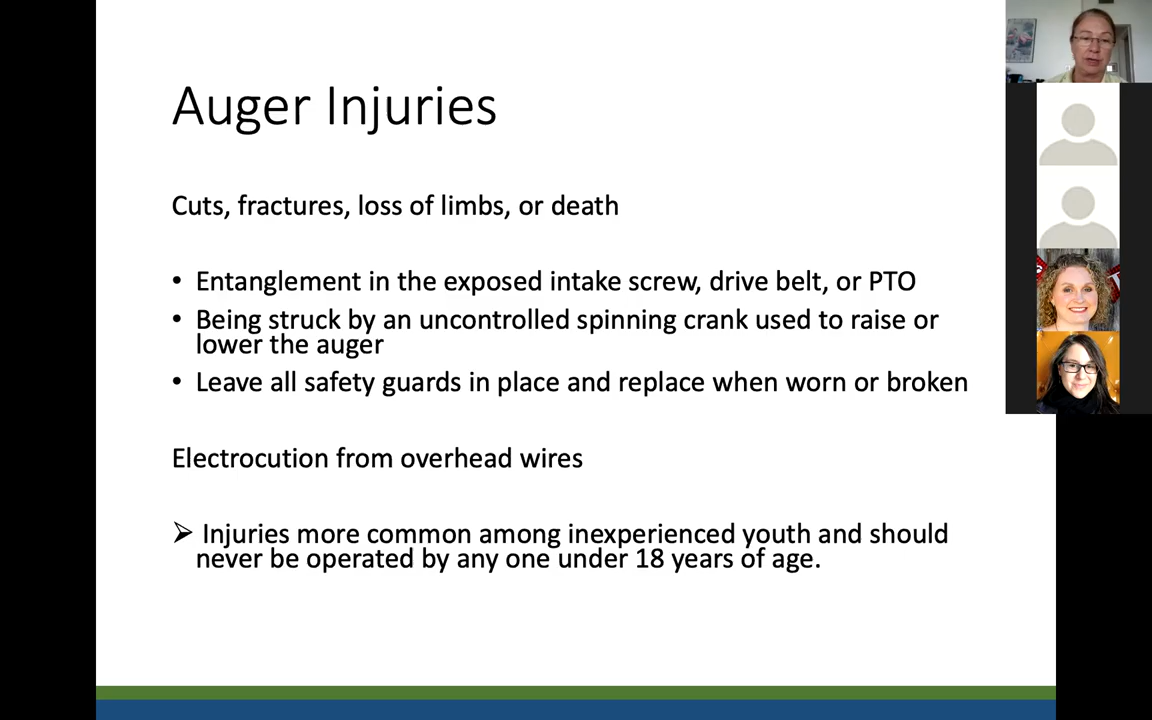 Auger Injuries
Cuts, fractures, loss of limbs, or death
• Entanglement in the exposed intake screw, drive belt, or PTO
• Being struck by an uncontrolled spinning crank used to raise or
lower the auger
• Leave all safety guards in place and replace when worn or broken
Electrocution from overhead wires
➢ Injuries more common among inexperienced youth and should
never be operated by any one under 18 years of age.